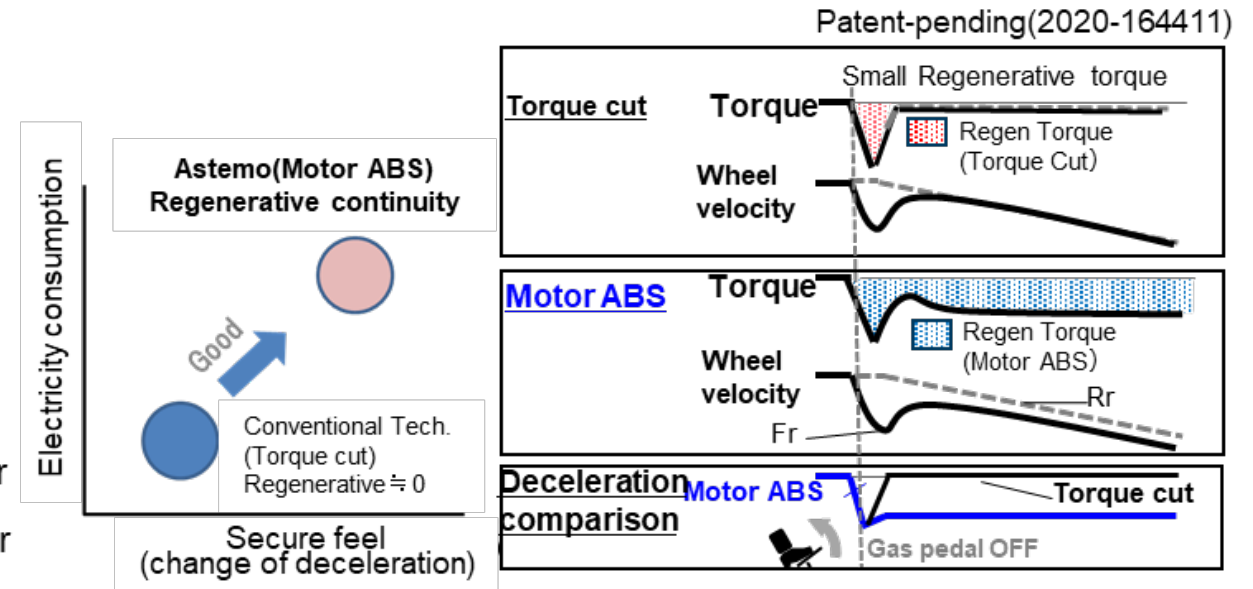 Patent-pending(2020-164411)
Electricity consumption
Astemo(Motor ABS)
Regenerative continuity
Good
Conventional Tech.
(Torque cut)
Regenerative≒0
r
r
Secure feel
(change of deceleration)
Torque cut
Torque
Small Regenerative torque
Regen Torque
(Torque Cut)
Wheel
velocity
Motor ABS
Torque
Regen Torque
(Motor ABS)
Wheel
velocity
Rr
Fr
Deceleration
comparison
Motor ABS
Torque cut
Gas pedal OFF